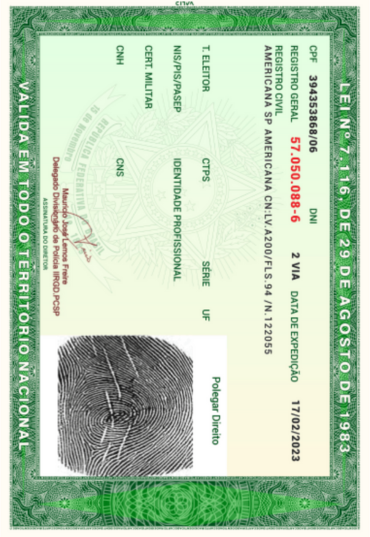 LEI Nº 7.116, DE 29 DE AGOSTO DE 1983
CPF 394353868/06 DNI
REGISTRO GERAL 57.050.088-6 2 VIA DATA DE EXPEDIÇÃO 17/02/2023
REGISTRO CIVIL
AMERICANA SP AMERICANA CN:LV.A200/FLS.94 /N.122055
T. ELEITOR CTPS SÉRIE UF
NIS/PIS/PASEP IDENTIDADE PROFISSIONAL
CERT. MILITAR
CNH CNS
Polegar Direito
Maurício José Lemos Freire
Delegado Divisionário de Polícia IIRGD.PCSP
ASSINATURA DO DIRETOR
VÁLIDA EM TODO O TERRITÓRIO NACIONAL